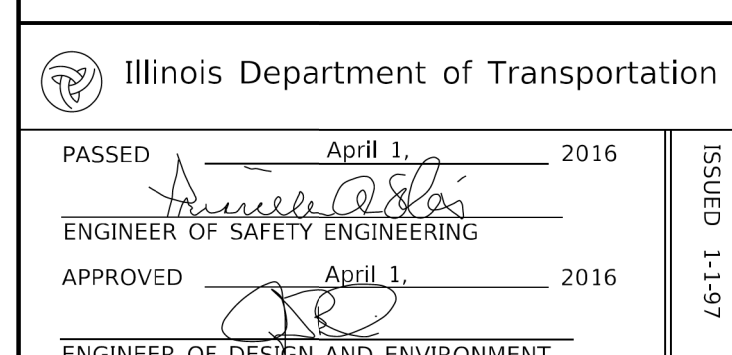 Illinois Department of Transportation
PASSED April 1, 2016
ENGINEER OF SAFETY ENGINEERING
APPROVED April 1, 2016
ENGINEER OF DESIGN AND ENVIRONMENT
ISSUED 1-1-97